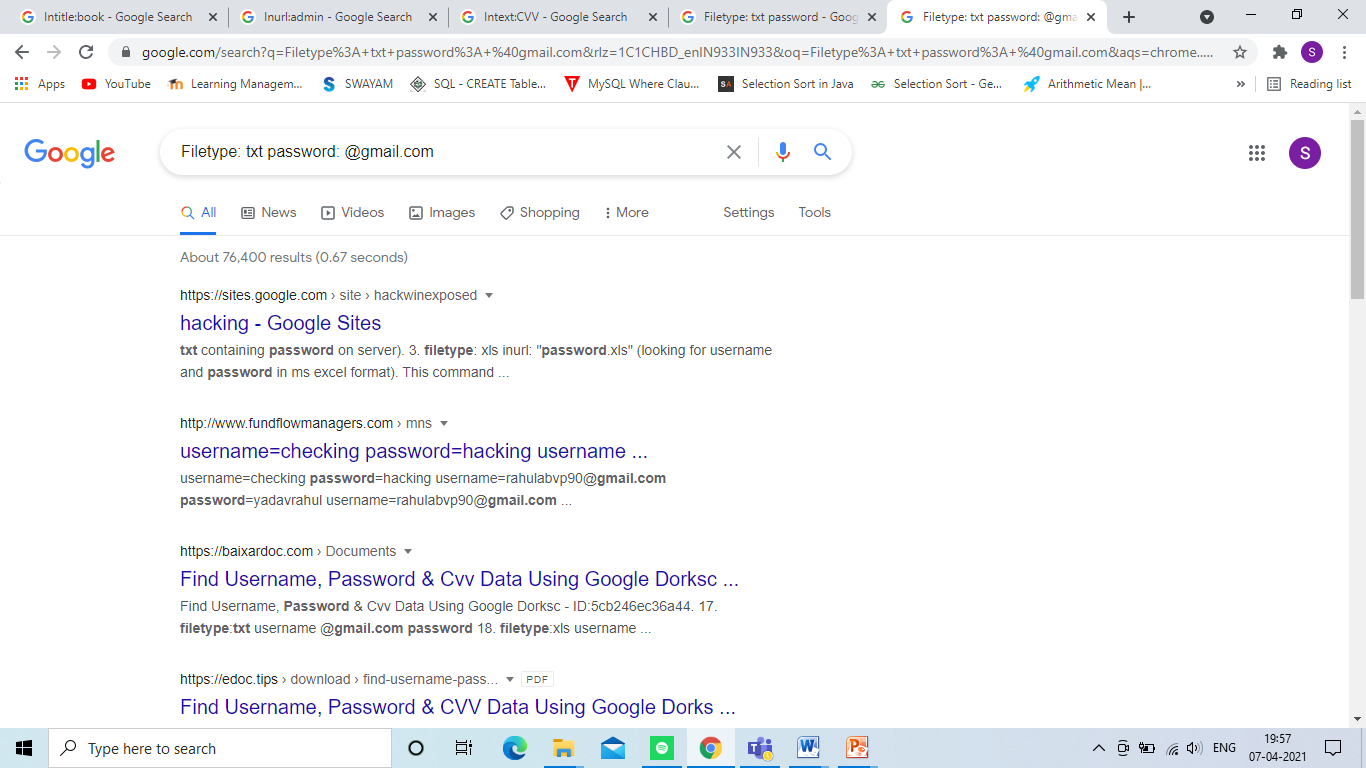 Intitle:book - Google Search
Inurl:admin - Google Search
Intext:CVV - Google Search
Filetype: txt password - Goog
Filetype: txt password: @gma
google.com/search?q=Filetype%3A+txt+password%3A+%40gmail.com&rlz=1C1CHBD_enIN933IN933&oq=Filetype%3A+txt+password%3A+%40gmail.com&aqs=chrome.....
S
Apps
YouTube
Learning Managem...
SWAYAM
SQL - CREATE Table...
MySQL Where Clau...
SA
Selection Sort in Java
Selection Sort - Ge...
Arithmetic Mean |...
»
Reading list
Google
Filetype: txt password: @gmail.com
S
All
News
Videos
Images
Shopping
More
Settings
Tools
About 76,400 results (0.67 seconds)
https://sites.google.com › site › hackwinexposed
hacking - Google Sites
txt containing password on server). 3. filetype: xls inurl: "password.xls" (looking for username
and password in ms excel format). This command ...
http://www.fundflowmanagers.com › mns
username=checking password=hacking username ...
username=checking password=hacking username=rahulabvp90@gmail.com
password=yadavrahul username=rahulabvp90@gmail.com ...
https://baixardoc.com › Documents
Find Username, Password & Cvv Data Using Google Dorksc ...
Find Username, Password & Cvv Data Using Google Dorksc - ID:5cb246ec36a44. 17.
filetype:txt username @gmail.com password 18. filetype:xls username ...
https://edoc.tips › download › find-username-pass...
PDF
Find Username, Password & CVV Data Using Google Dorks ...
Type here to search
ENG
19:57
07-04-2021